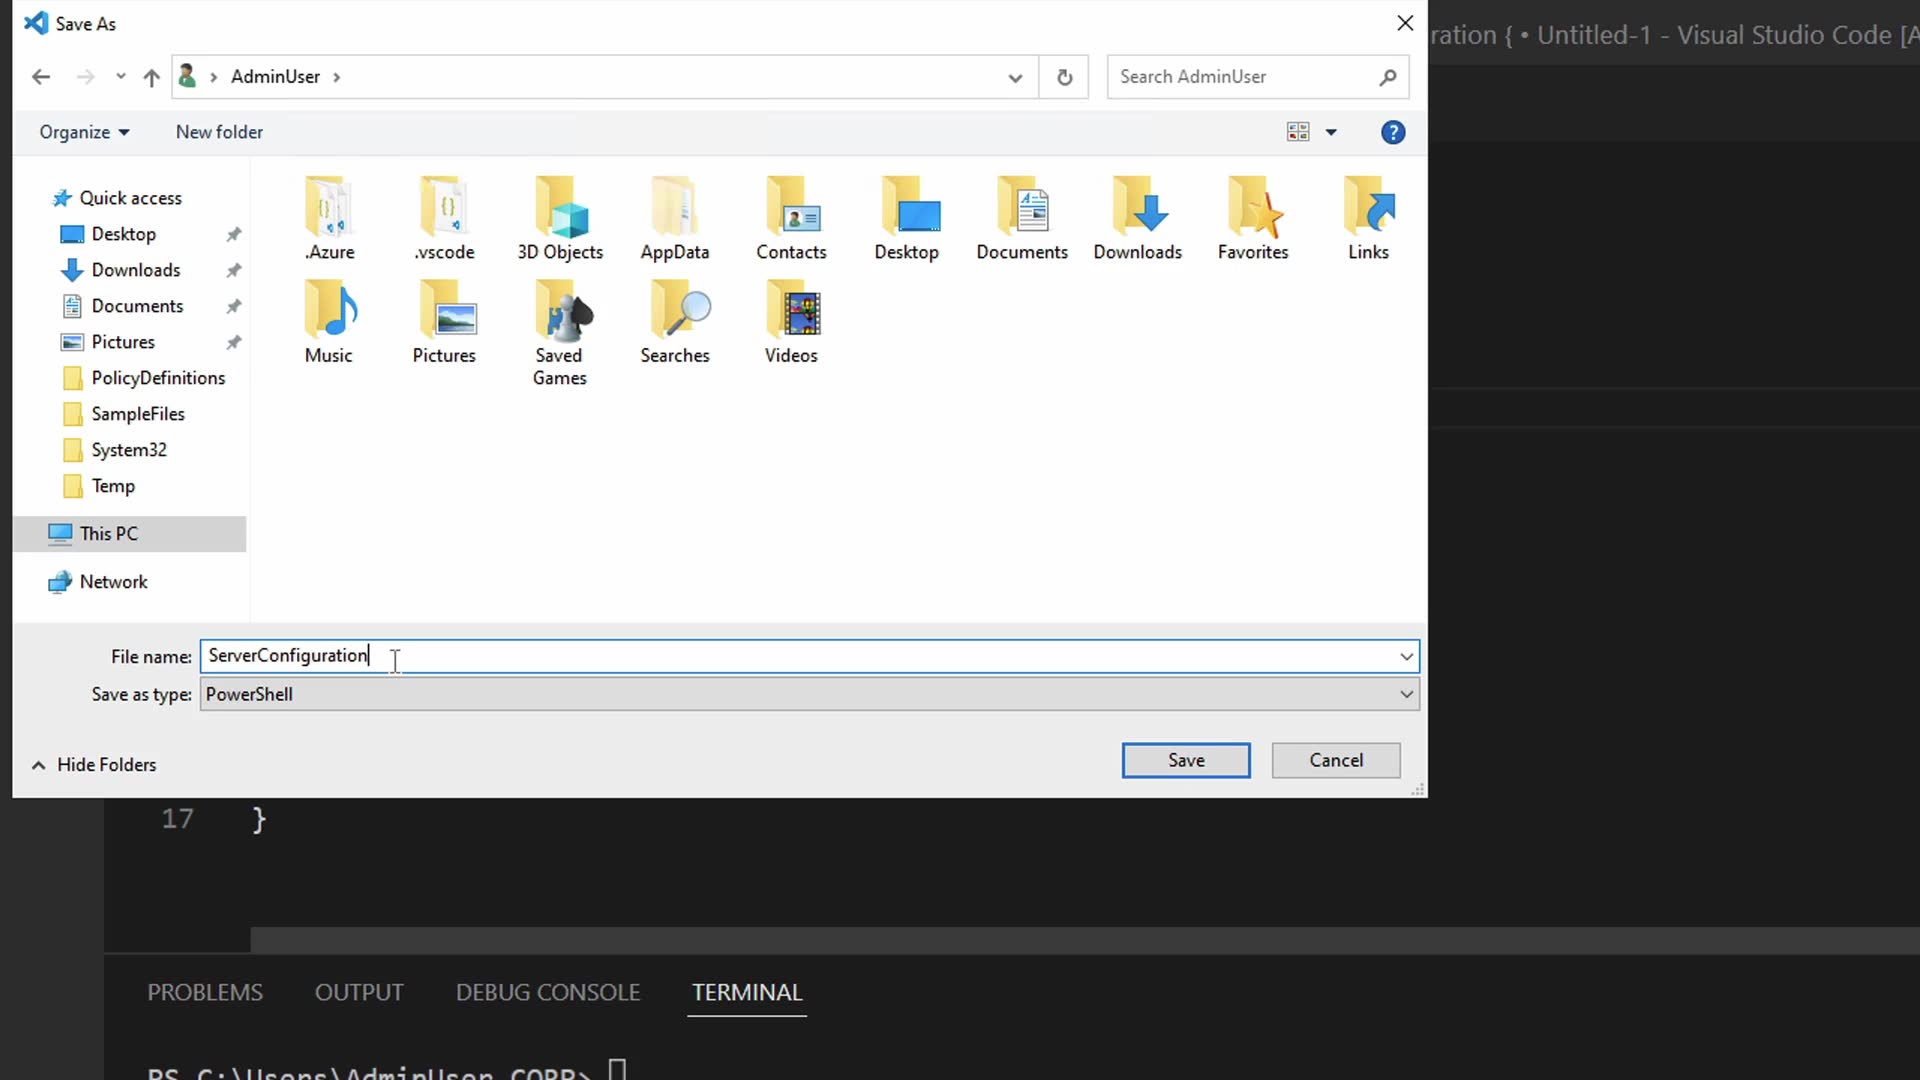 Save As
ration { • Untitled-1 - Visual Studio Code [A
AdminUser
Search AdminUser
Organize
New folder
Quick access
Desktop
Downloads
Documents
Pictures
PolicyDefinitions
SampleFiles
System32
Temp
This PC
Network
.Azure
.vscode
3D Objects
AppData
Contacts
Desktop
Documents
Downloads
Favorites
Links
Music
Pictures
Saved
Games
Searches
Videos
File name: ServerConfiguration
Save as type: PowerShell
Hide Folders
Save
Cancel
17 }
PROBLEMS OUTPUT DEBUG CONSOLE TERMINAL
PS C:\Users\AdminUser.CORP>